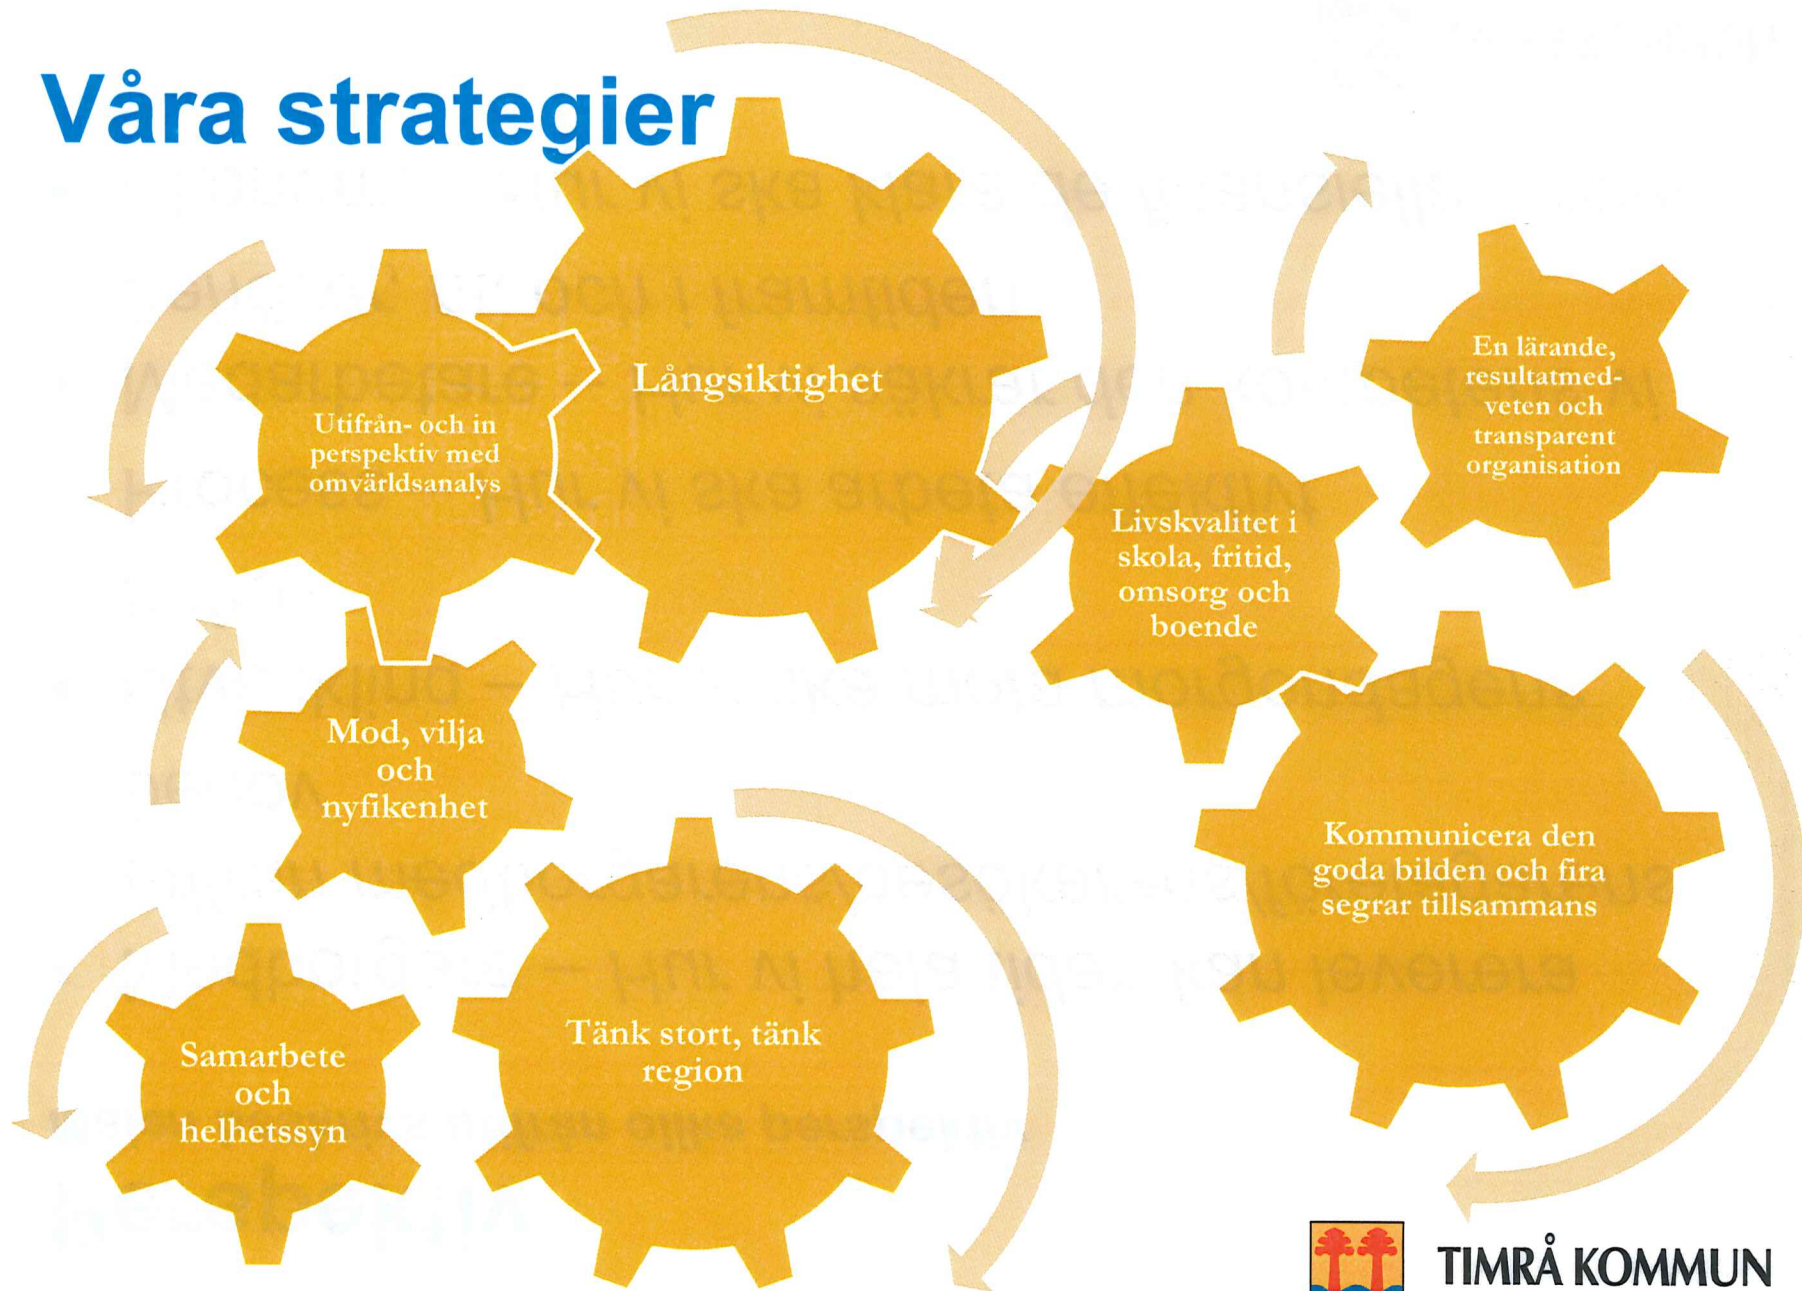 Våra strategier
Långsiktighet
Utifrån- och in
perspektiv med
omvärldsanalys
En lärande,
resultatmed-
veten och
transparent
organisation
Livskvalitet i
skola, fritid,
omsorg och
boende
Mod, vilja
och
nyfikenhet
Kommunicera den
goda bilden och fira
segrar tillsammans
Tänk stort, tänk
region
Samarbete
och
helhetssyn
TIMRÅ KOMMUN